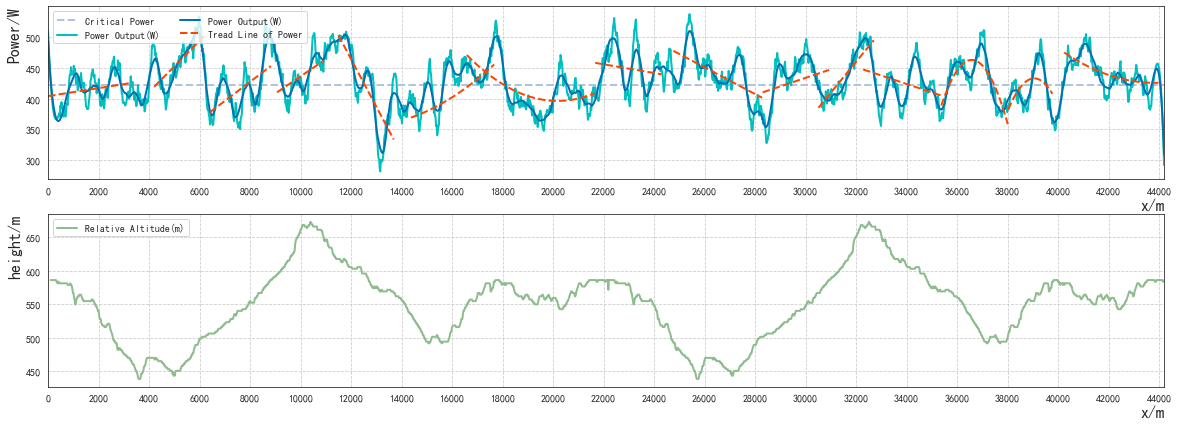 Power/W
Critical Power
Power Output(W)
Power Output(W)
Tread Line of Power
500
450
400
350
300
0 2000 4000 6000 8000 10000 12000 14000 16000 18000 20000 22000 24000 26000 28000 30000 32000 34000 36000 38000 40000 42000 44000
x/m
height/m
Relative Altitude(m)
650
600
550
500
450
0 2000 4000 6000 8000 10000 12000 14000 16000 18000 20000 22000 24000 26000 28000 30000 32000 34000 36000 38000 40000 42000 44000
x/m